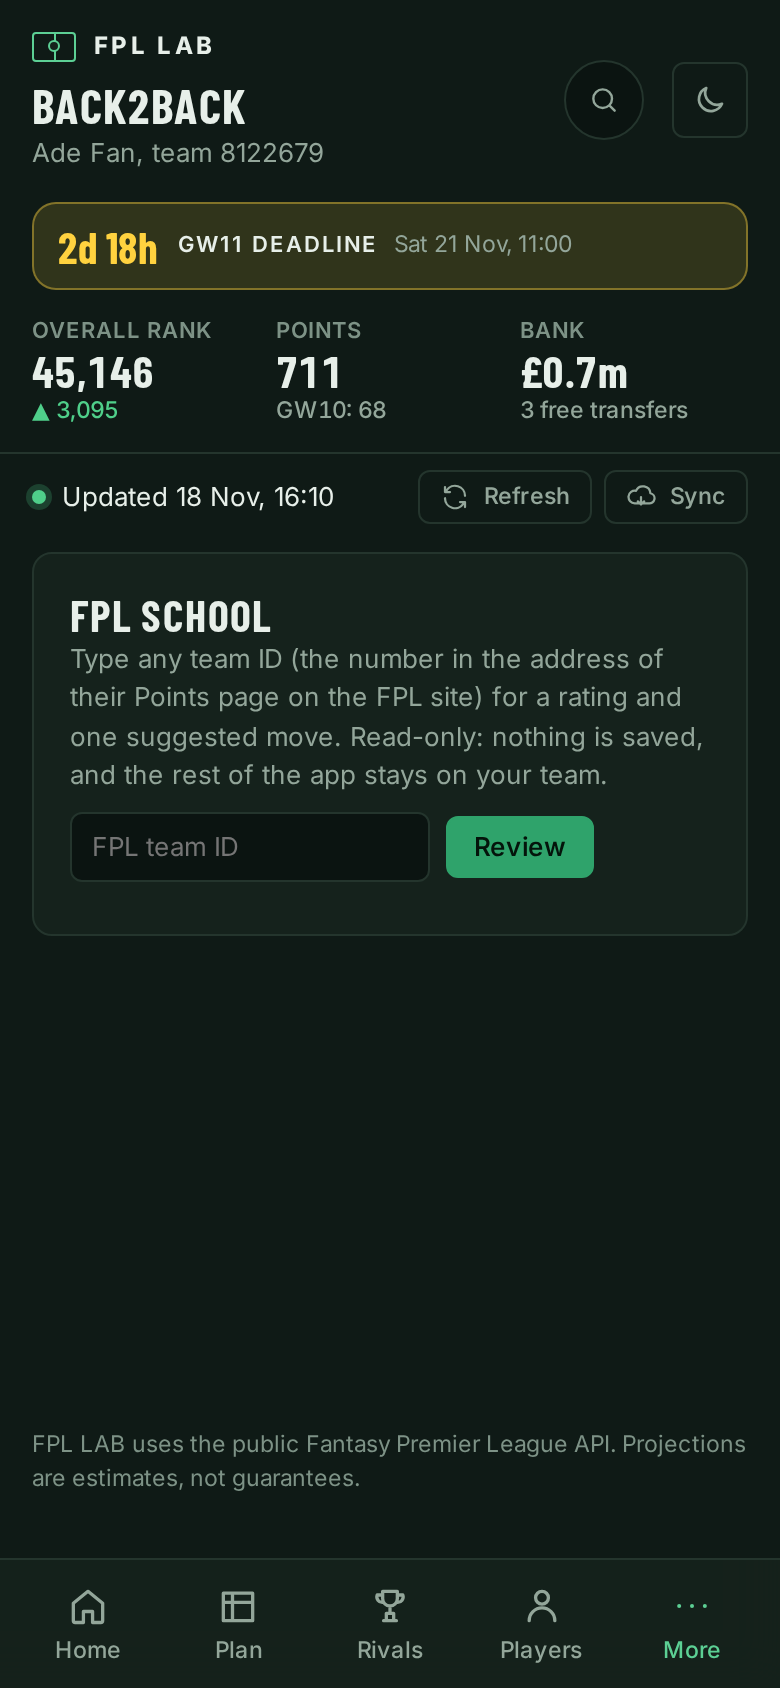 FPL LAB
BACK2BACK
Ade Fan, team 8122679
2d 18h GW11 DEADLINE Sat 21 Nov, 11:00
OVERALL RANK POINTS BANK
45,146 711 £0.7m
▲ 3,095 GW10: 68 3 free transfers
Updated 18 Nov, 16:10 Refresh Sync
FPL SCHOOL
Type any team ID (the number in the address of
their Points page on the FPL site) for a rating and
one suggested move. Read-only: nothing is saved,
and the rest of the app stays on your team.
FPL team ID Review
FPL LAB uses the public Fantasy Premier League API. Projections
are estimates, not guarantees.
Home Plan Rivals Players More